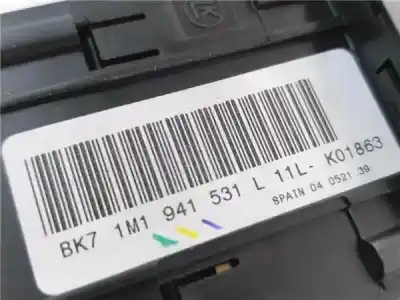 BK7 1M1 941 531 L 11L- K01863
SPAIN 04 0521 39